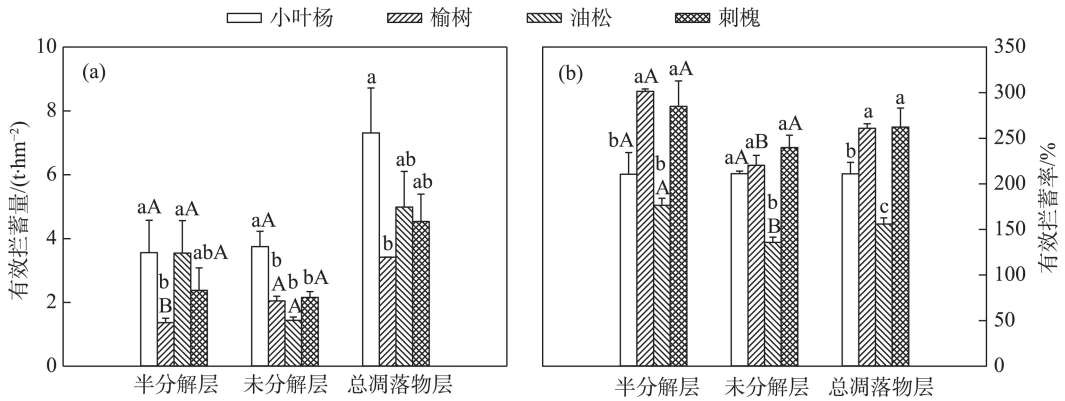 小叶杨 榆树 油松 刺槐
(a)
有效拦蓄量/(t·hm⁻²)
10
8
6
4
2
0
aA
b
B
aA
abA
aA
b
A
b
A
bA
a
b
ab
ab
半分解层 未分解层 总凋落物层
(b)
有效拦蓄率/%
350
300
250
200
150
100
50
0
bA
aA
b
A
aA
aA
aB
b
B
aA
b
a
c
a
半分解层 未分解层 总凋落物层